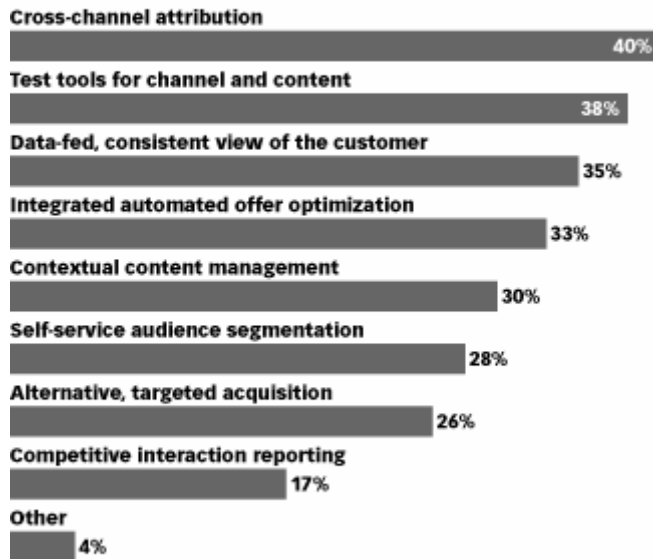 Cross-channel attribution
40%
Test tools for channel and content
38%
Data-fed, consistent view of the customer
35%
Integrated automated offer optimization
33%
Contextual content management
30%
Self-service audience segmentation
28%
Alternative, targeted acquisition
26%
Competitive interaction reporting
17%
Other
4%